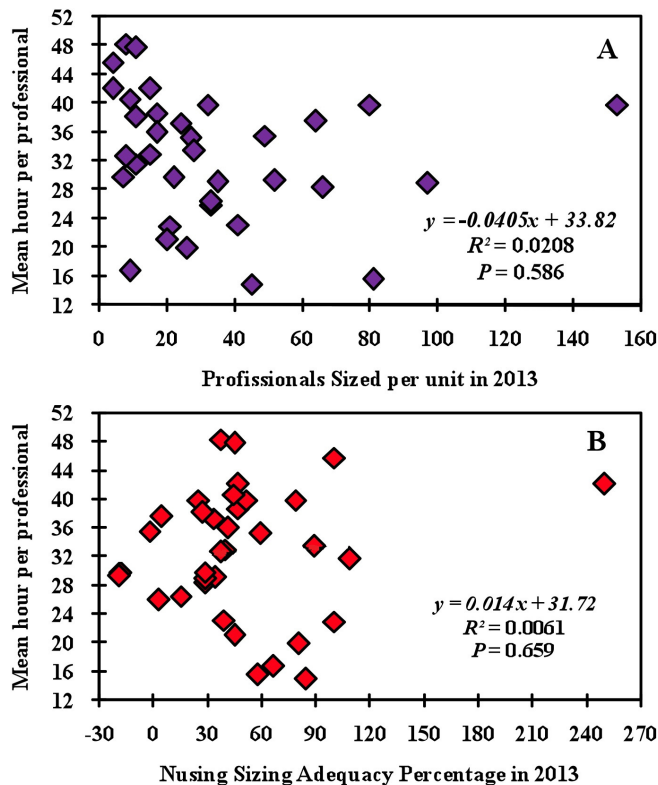 52
48
44
40
36
32
28
24
20
16
12
Mean hour per professional
A
y = -0.0405x + 33.82
R² = 0.0208
P = 0.586
0 20 40 60 80 100 120 140 160
Profissionals Sized per unit in 2013
52
48
44
40
36
32
28
24
20
16
12
Mean hour per professional
B
y = 0.014x + 31.72
R² = 0.0061
P = 0.659
-30 0 30 60 90 120 150 180 210 240 270
Nusing Sizing Adequacy Percentage in 2013